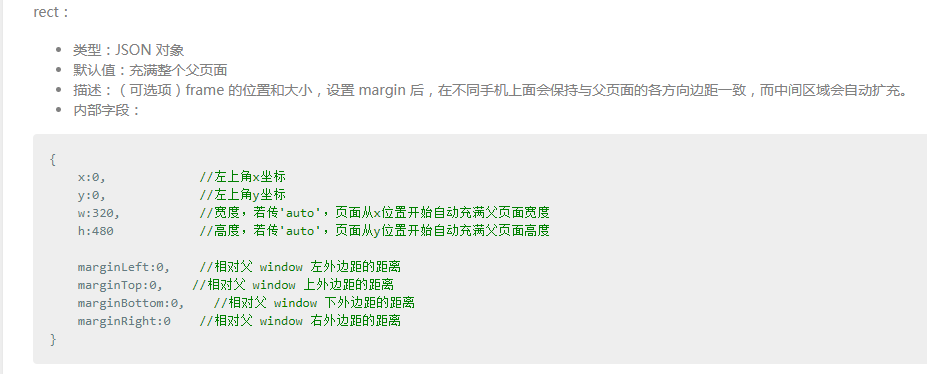 rect：
类型：JSON 对象
默认值：充满整个父页面
描述：（可选项）frame 的位置和大小，设置 margin 后，在不同手机上面会保持与父页面的各方向边距一致，而中间区域会自动扩充。
内部字段：
{
x:0, //左上角x坐标
y:0, //左上角y坐标
w:320, //宽度，若传'auto'，页面从x位置开始自动充满父页面宽度
h:480 //高度，若传'auto'，页面从y位置开始自动充满父页面高度
marginLeft:0, //相对父 window 左外边距的距离
marginTop:0, //相对父 window 上外边距的距离
marginBottom:0, //相对父 window 下外边距的距离
marginRight:0 //相对父 window 右外边距的距离
}